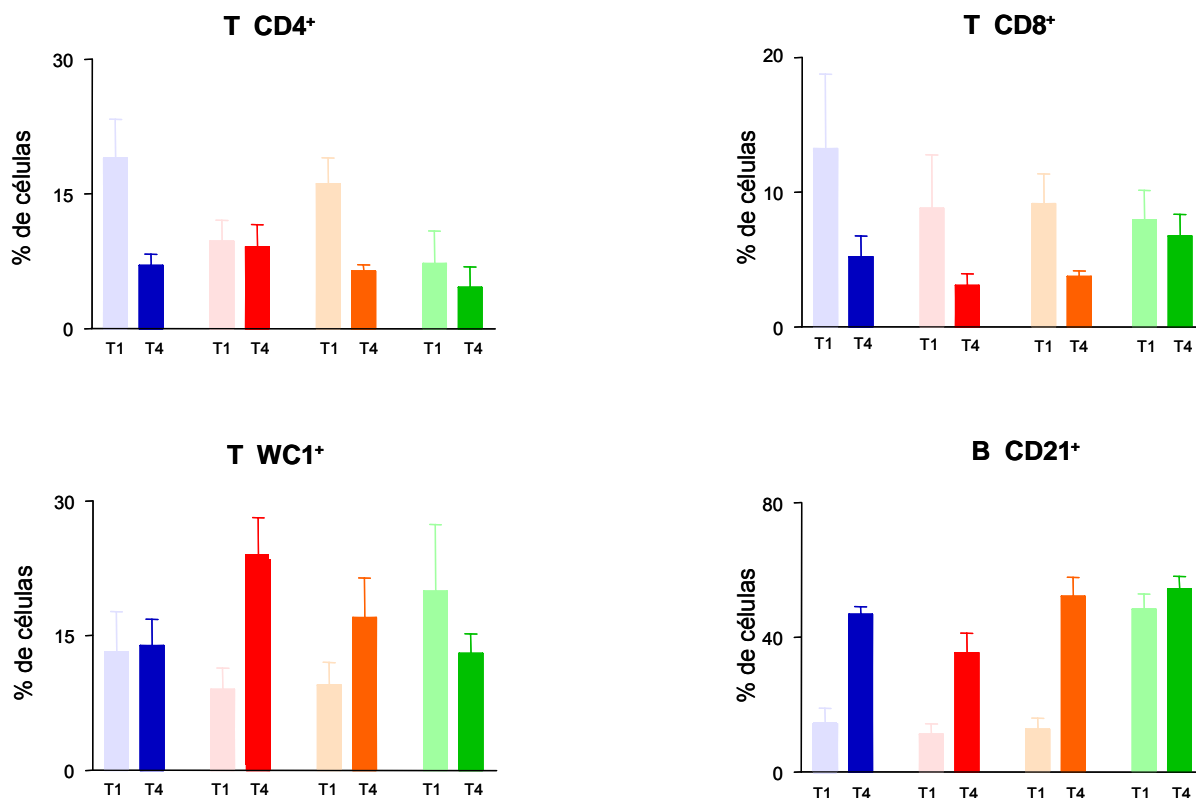 T CD4⁺
30
15
0
% de células
T1 T4 T1 T4 T1 T4 T1 T4
T CD8⁺
20
10
0
% de células
T1 T4 T1 T4 T1 T4 T1 T4
T WC1⁺
30
15
0
% de células
T1 T4 T1 T4 T1 T4 T1 T4
B CD21⁺
80
40
0
% de células
T1 T4 T1 T4 T1 T4 T1 T4